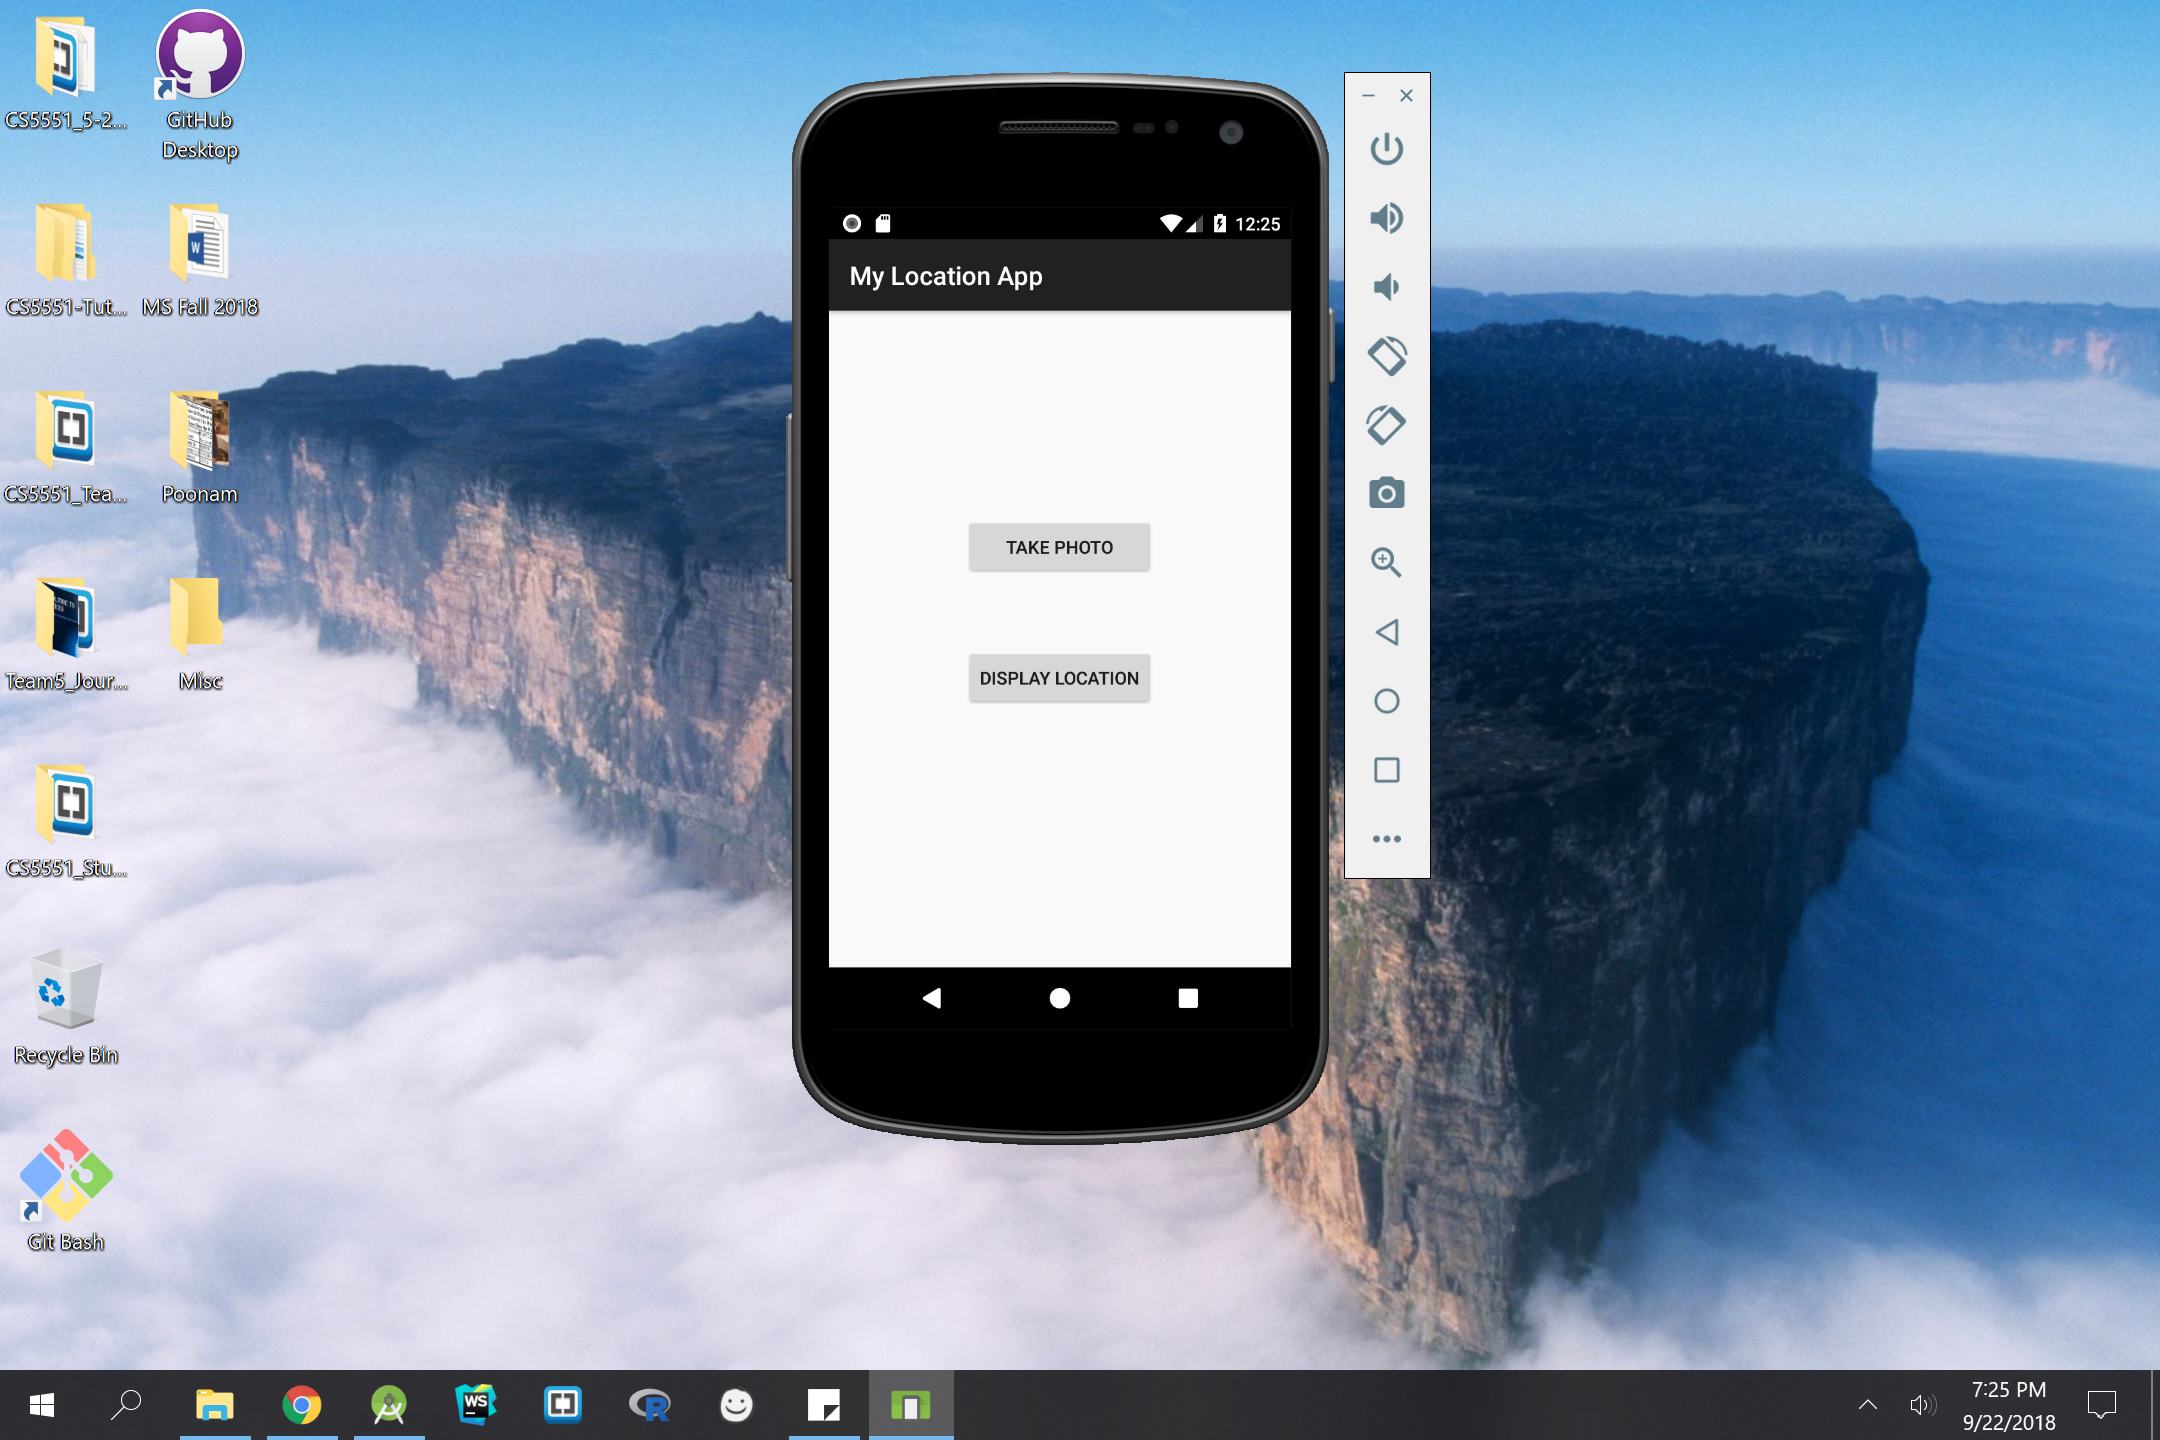 CS5551_5-2...
GitHub
Desktop
CS5551-Tut...
MS Fall 2018
CS5551_Tea...
Poonam
Team5_Jour...
Misc
CS5551_Stu...
Recycle Bin
Git Bash
12:25
My Location App
TAKE PHOTO
DISPLAY LOCATION
WS
R
7:25 PM
9/22/2018